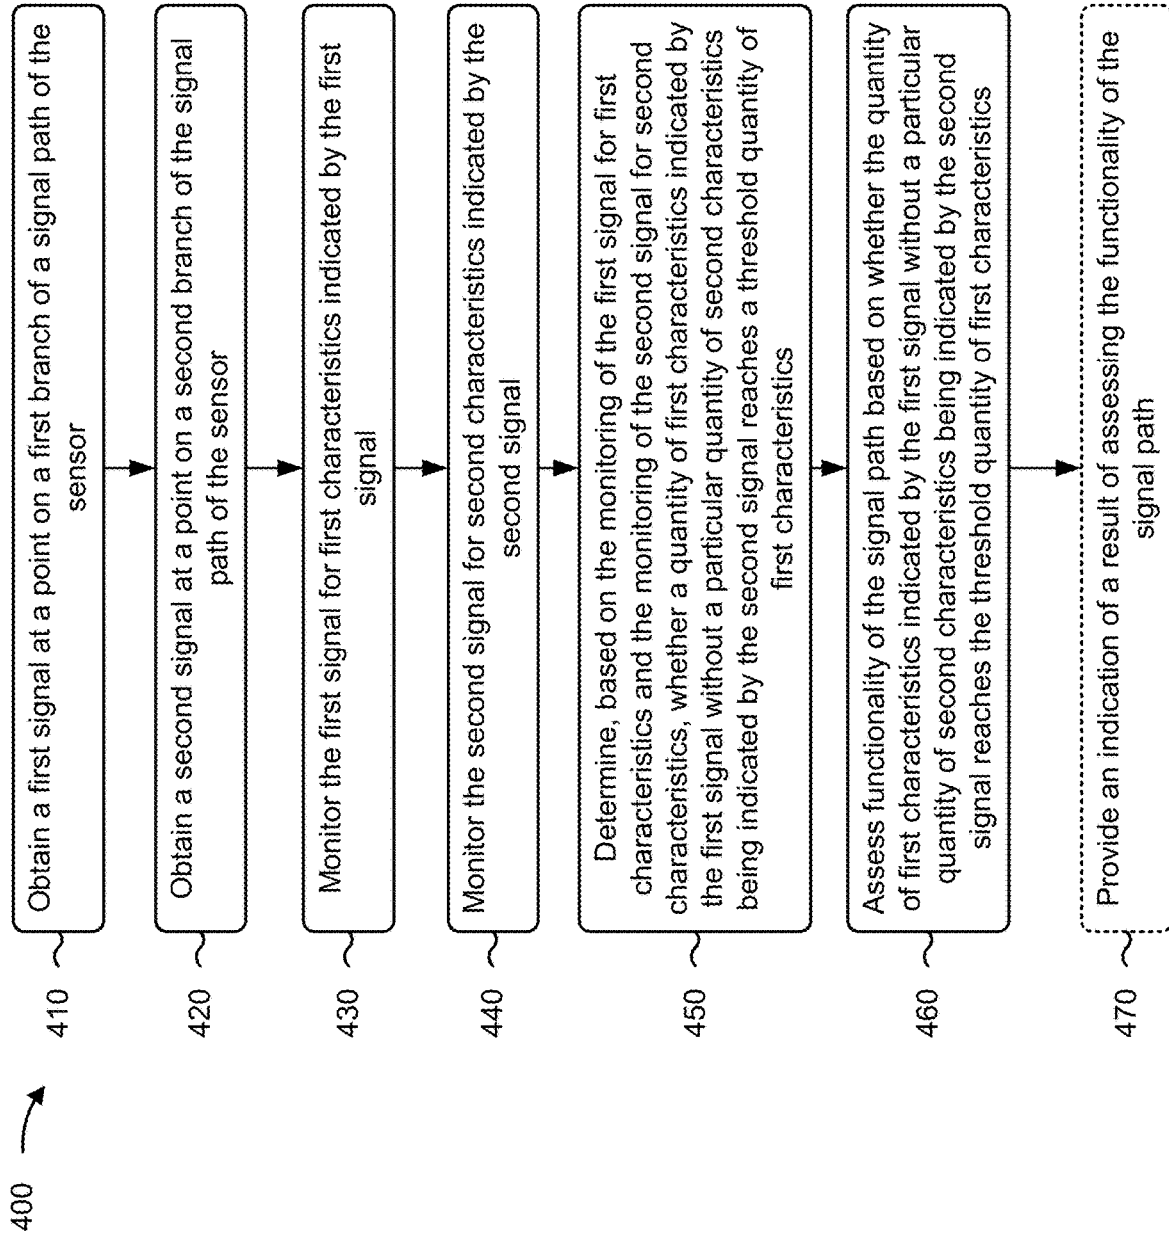 400
410
Obtain a first signal at a point on a first branch of a signal path of the
sensor
420
Obtain a second signal at a point on a second branch of the signal
path of the sensor
430
Monitor the first signal for first characteristics indicated by the first
signal
440
Monitor the second signal for second characteristics indicated by the
second signal
450
Determine, based on the monitoring of the first signal for first
characteristics and the monitoring of the second signal for second
characteristics, whether a quantity of first characteristics indicated by
the first signal without a particular quantity of second characteristics
being indicated by the second signal reaches a threshold quantity of
first characteristics
460
Assess functionality of the signal path based on whether the quantity
of first characteristics indicated by the first signal without a particular
quantity of second characteristics being indicated by the second
signal reaches the threshold quantity of first characteristics
470
Provide an indication of a result of assessing the functionality of the
signal path